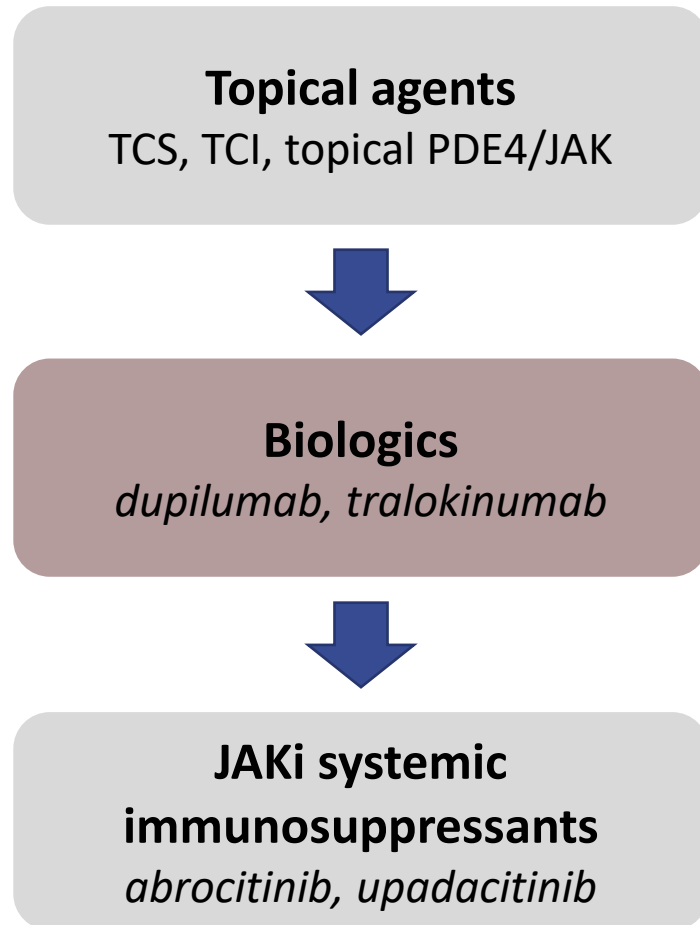 Topical agents
TCS, TCI, topical PDE4/JAK
Biologics
dupilumab, tralokinumab
JAKi systemic
immunosuppressants
abrocitinib, upadacitinib